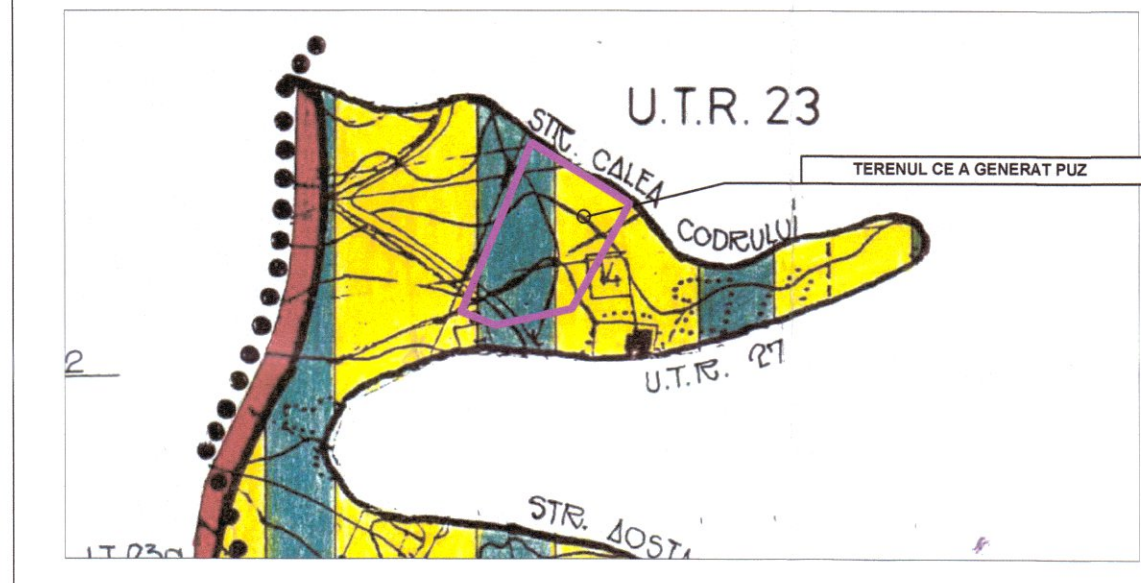 U.T.R. 23
STR. CALEA
CODRULUI
TERENUL CE A GENERAT PUZ
2
U.T.R. 27
STR. AOSTA